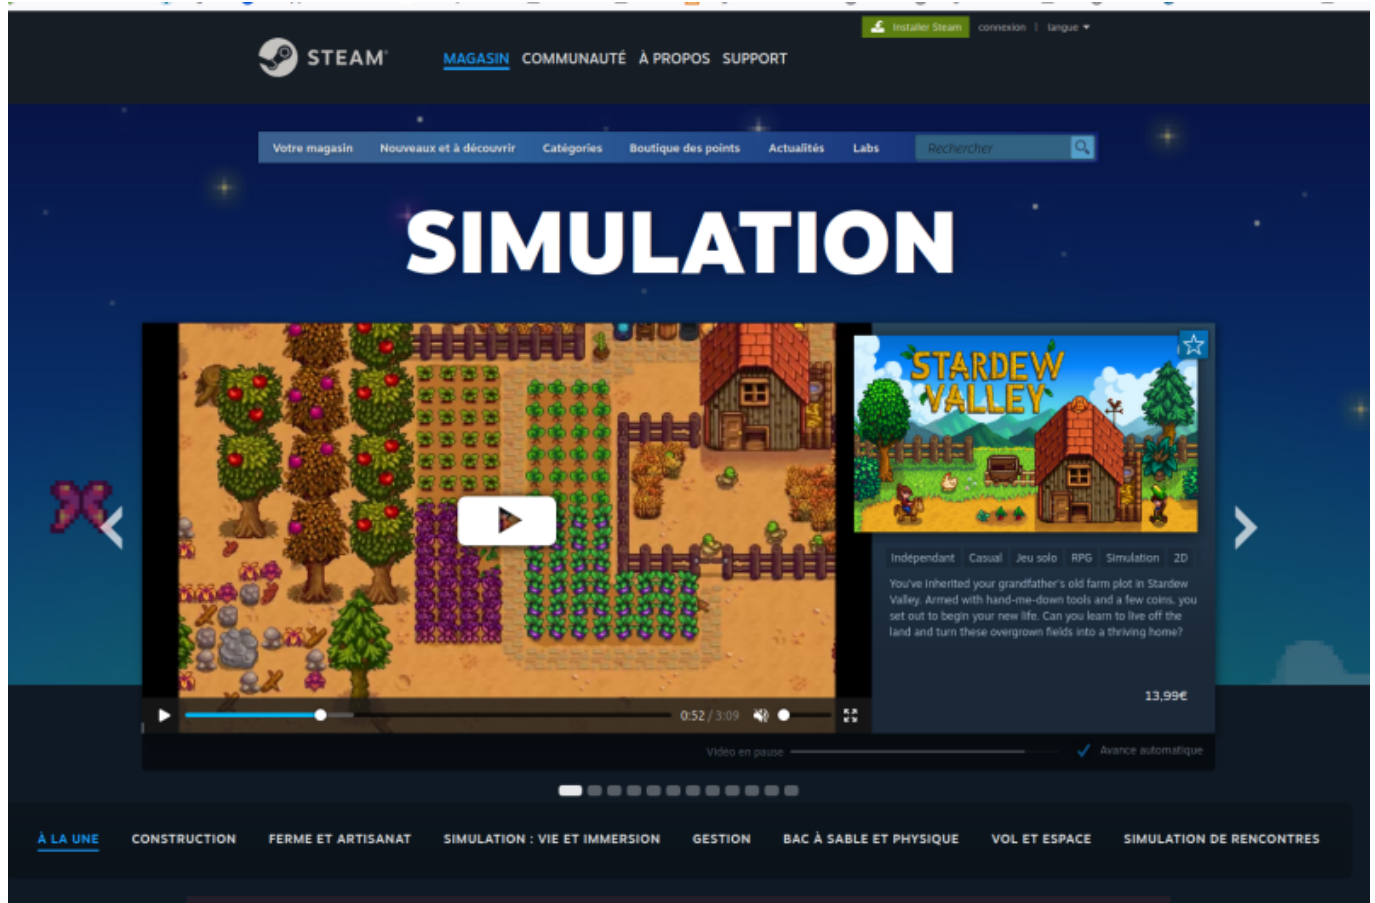 Installer Steam connexion | langue
STEAM
MAGASIN COMMUNAUTÉ À PROPOS SUPPORT
Votre magasin Nouveaux et à découvrir Catégories Boutique des points Actualités Labs Rechercher
SIMULATION
STARDEW
VALLEY
Indépendant Casual Jeu solo RPG Simulation 2D
You've inherited your grandfather's old farm plot in Stardew
Valley. Armed with hand-me-down tools and a few coins, you
set out to begin your new life. Can you learn to live off the
land and turn these overgrown fields into a thriving home?
13,99€
0:52 / 3:09
Vidéo en pause Avance automatique
À LA UNE CONSTRUCTION FERME ET ARTISANAT SIMULATION : VIE ET IMMERSION GESTION BAC À SABLE ET PHYSIQUE VOL ET ESPACE SIMULATION DE RENCONTRES